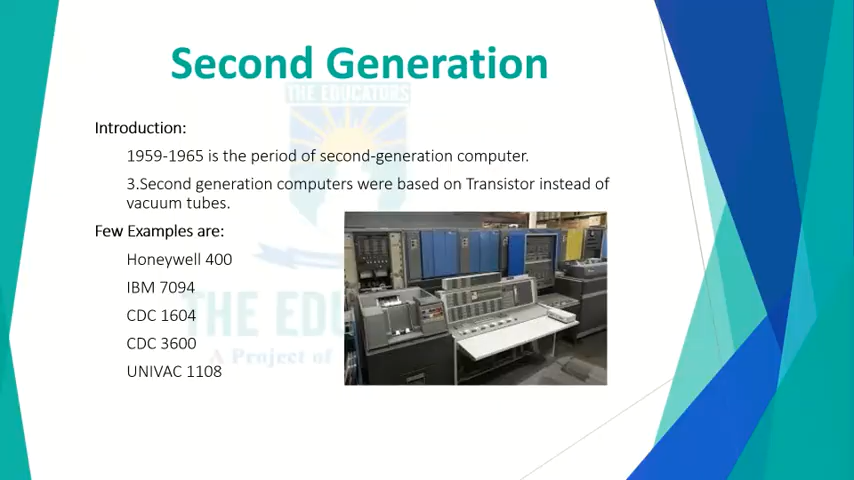 Second Generation
THE EDUCATORS
Introduction:
1959-1965 is the period of second-generation computer.
3.Second generation computers were based on Transistor instead of
vacuum tubes.
Few Examples are:
Honeywell 400
IBM 7094
CDC 1604
THE EDU
CDC 3600
A Project of
UNIVAC 1108